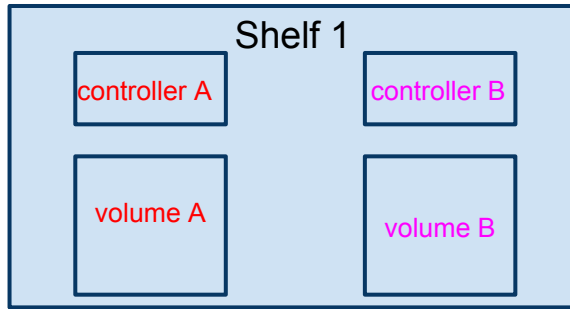 Shelf 1
controller A
controller B
volume A
volume B